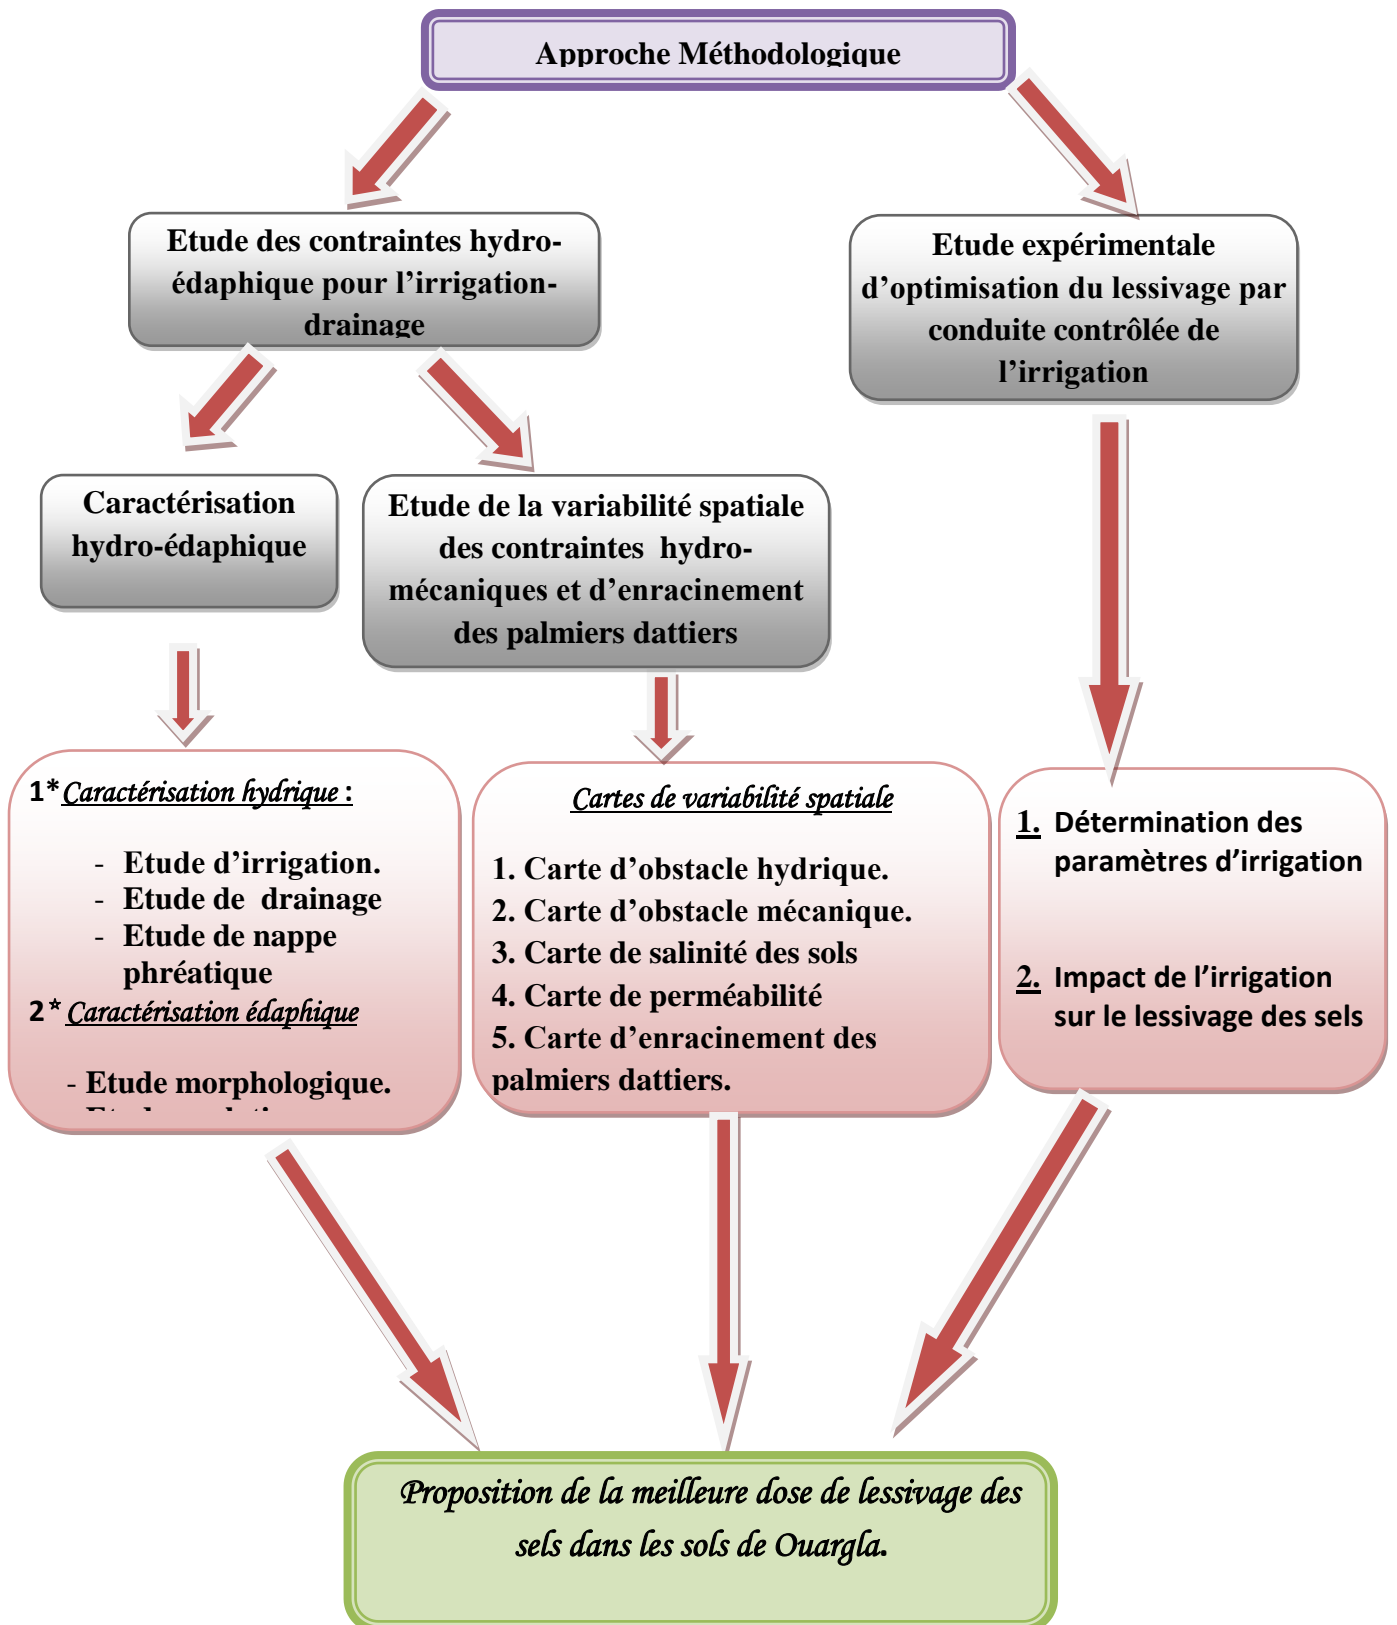 Approche Méthodologique
Etude des contraintes hydro-
édaphique pour l’irrigation-
drainage
Etude expérimentale
d’optimisation du lessivage par
conduite contrôlée de
l’irrigation
Caractérisation
hydro-édaphique
Etude de la variabilité spatiale
des contraintes hydro-
mécaniques et d’enracinement
des palmiers dattiers
1* Caractérisation hydrique :
- Etude d’irrigation.
- Etude de drainage
- Etude de nappe
phréatique
2 * Caractérisation édaphique
- Etude morphologique.
Cartes de variabilité spatiale
1. Carte d’obstacle hydrique.
2. Carte d’obstacle mécanique.
3. Carte de salinité des sols
4. Carte de perméabilité
5. Carte d’enracinement des
palmiers dattiers.
1. Détermination des
paramètres d’irrigation
2. Impact de l’irrigation
sur le lessivage des sels
Proposition de la meilleure dose de lessivage des
sels dans les sols de Ouargla.